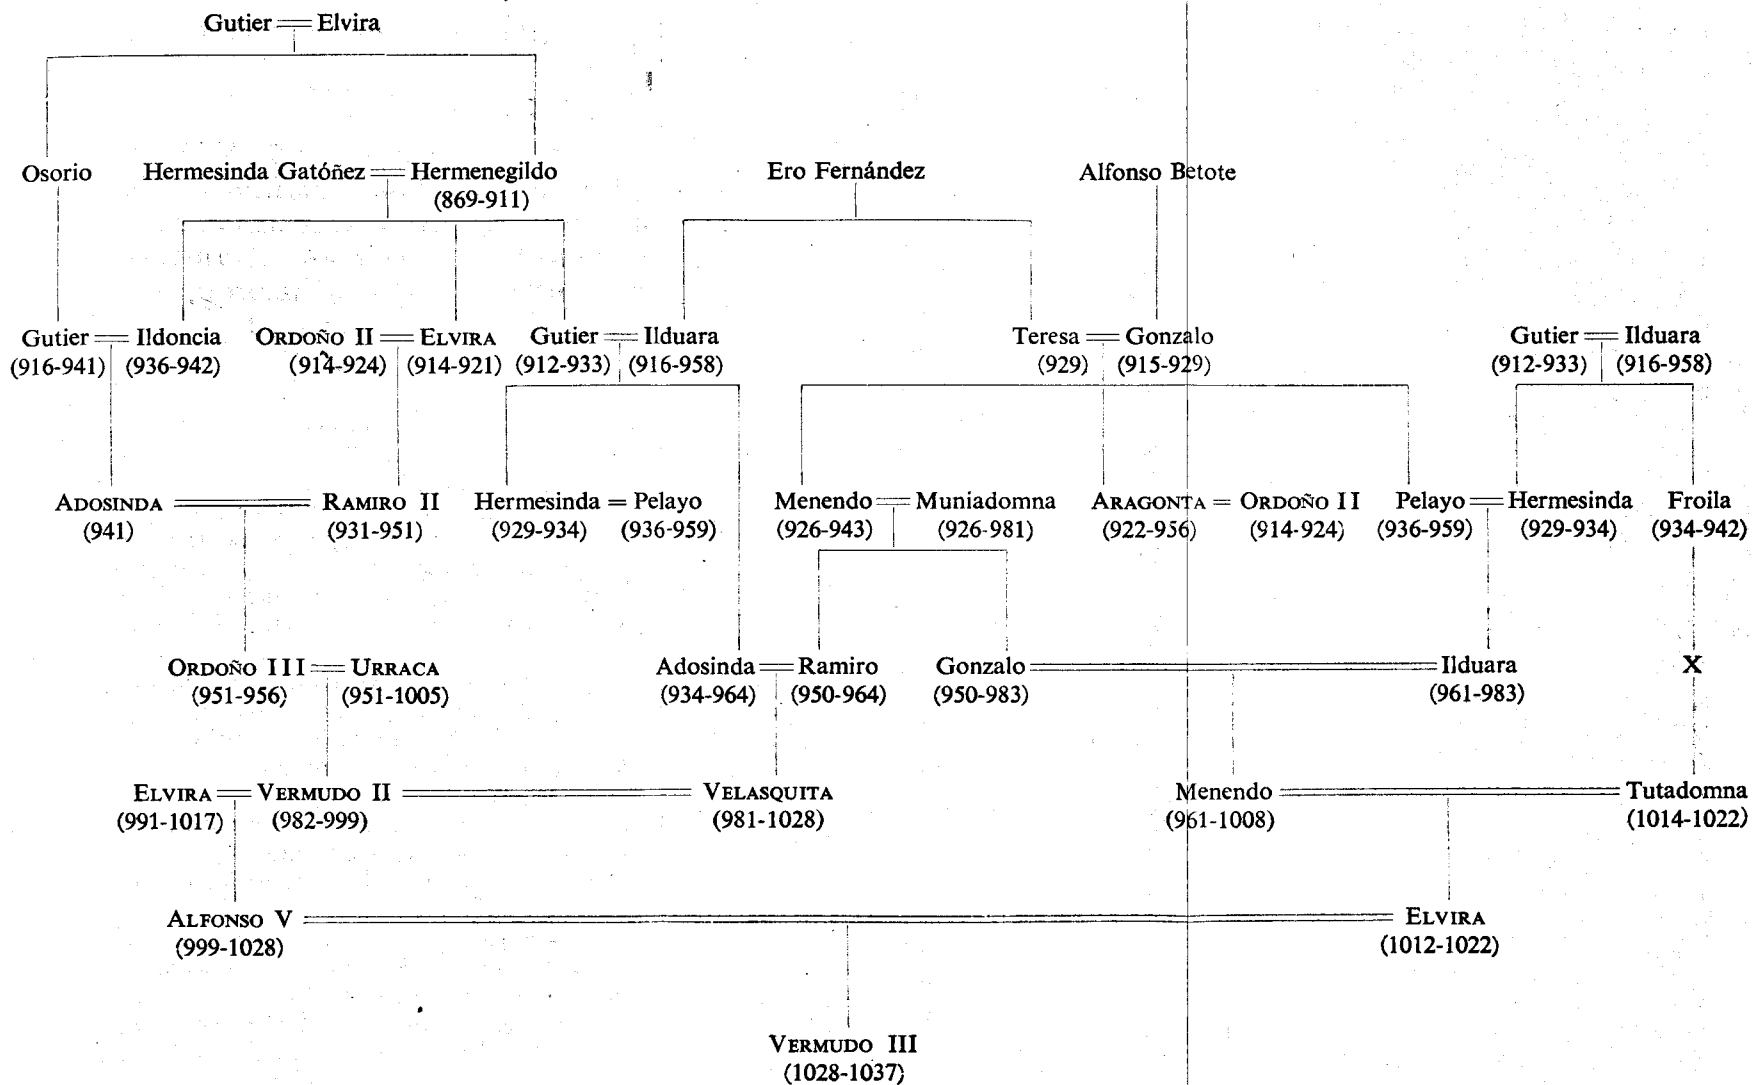 Gutier Elvira
Osorio Hermesinda Gatóñez Hermenegildo Ero Fernández Alfonso Betote
(869-911)
Gutier Ildoncia ORDOÑO II ELVIRA Gutier Ilduara Teresa Gonzalo Gutier Ilduara
(916-941) (936-942) (914-924) (914-921) (912-933) (916-958) (929) (915-929) (912-933) (916-958)
ADOSINDA RAMIRO II Hermesinda = Pelayo Menendo Muniadomna ARAGONTA = ORDOÑO II Pelayo Hermesinda Froila
(941) (931-951) (929-934) (936-959) (926-943) (926-981) (922-956) (914-924) (936-959) (929-934) (934-942)
ORDOÑO III URRACA Adosinda Ramiro Gonzalo Ilduara X
(951-956) (951-1005) (934-964) (950-964) (950-983) (961-983)
ELVIRA VERMUDO II VELASQUITA Menendo Tutadomna
(991-1017) (982-999) (981-1028) (961-1008) (1014-1022)
ALFONSO V ELVIRA
(999-1028) (1012-1022)
VERMUDO III
(1028-1037)